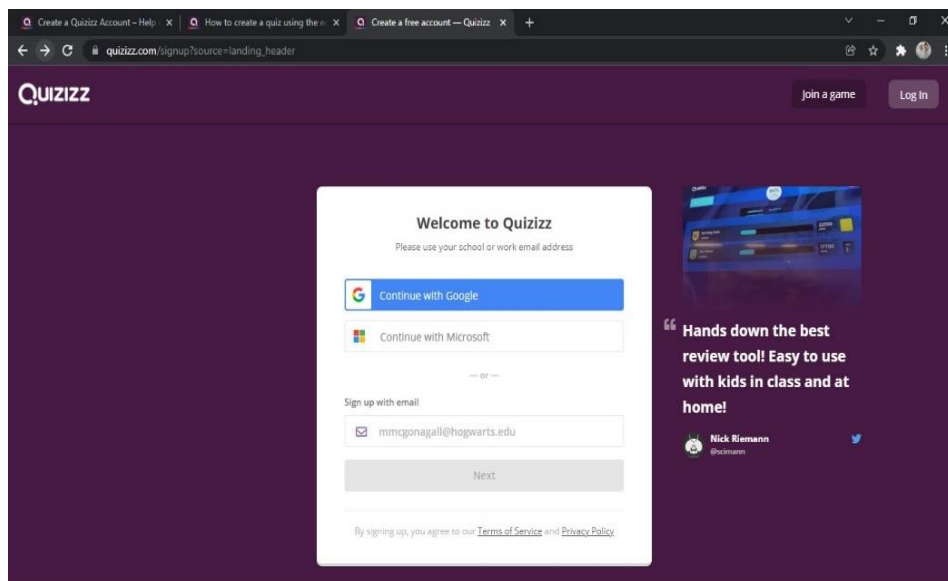 Create a Quizizz Account – Help
How to create a quiz using the e
Create a free account — Quizizz
quizizz.com/signup?source=landing_header
QUIZIZZ
Join a game
Log In
Welcome to Quizizz
Please use your school or work email address
Continue with Google
Continue with Microsoft
— or —
Sign up with email
mmcgonagall@hogwarts.edu
Next
By signing up, you agree to our Terms of Service and Privacy Policy
“ Hands down the best
review tool! Easy to use
with kids in class and at
home!
Nick Riemann
@scimann